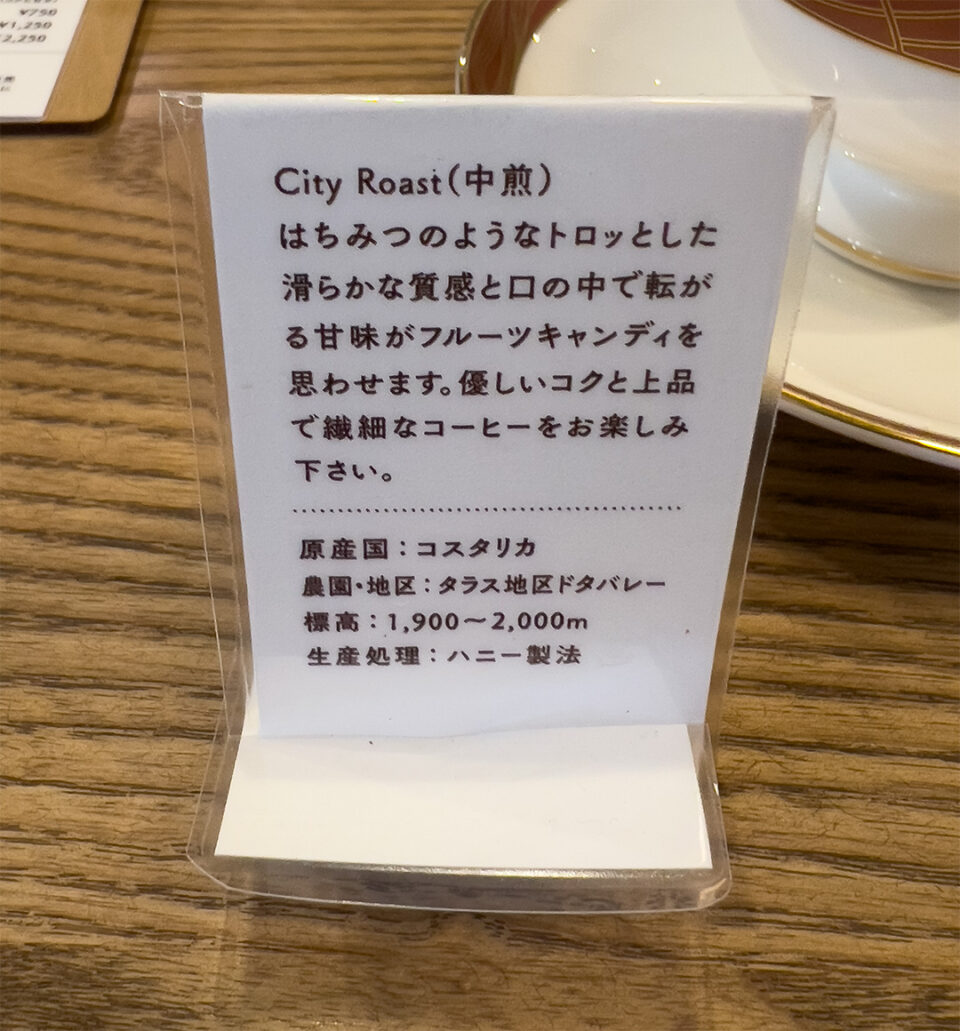 ¥750
¥1,250
2,250
City Roast(中煎)
はちみつのようなトロッとした
滑らかな質感と口の中で転が
る甘味がフルーツキャンディを
思わせます。優しいコクと上品
で繊細なコーヒーをお楽しみ
下さい。
原産国:コスタリカ
農園・地区:タラス地区ドタバレー
標高:1,900〜2,000m
生産処理:ハニー製法